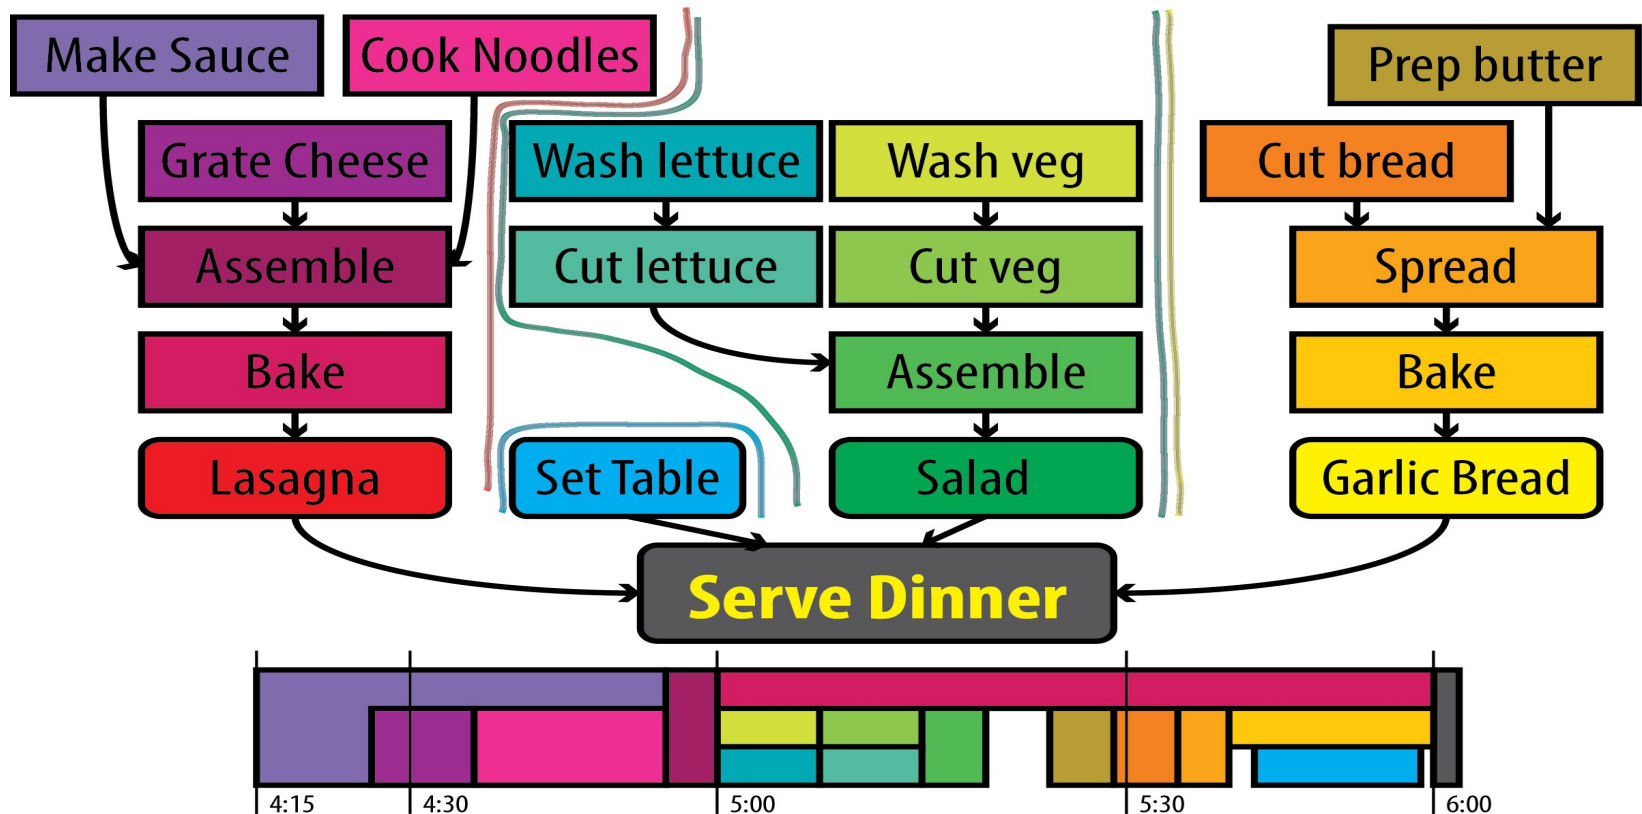 Make Sauce
Cook Noodles
Prep butter
Grate Cheese
Wash lettuce
Wash veg
Cut bread
Assemble
Cut lettuce
Cut veg
Spread
Bake
Assemble
Bake
Lasagna
Set Table
Salad
Garlic Bread
Serve Dinner
4:15
4:30
5:00
5:30
6:00